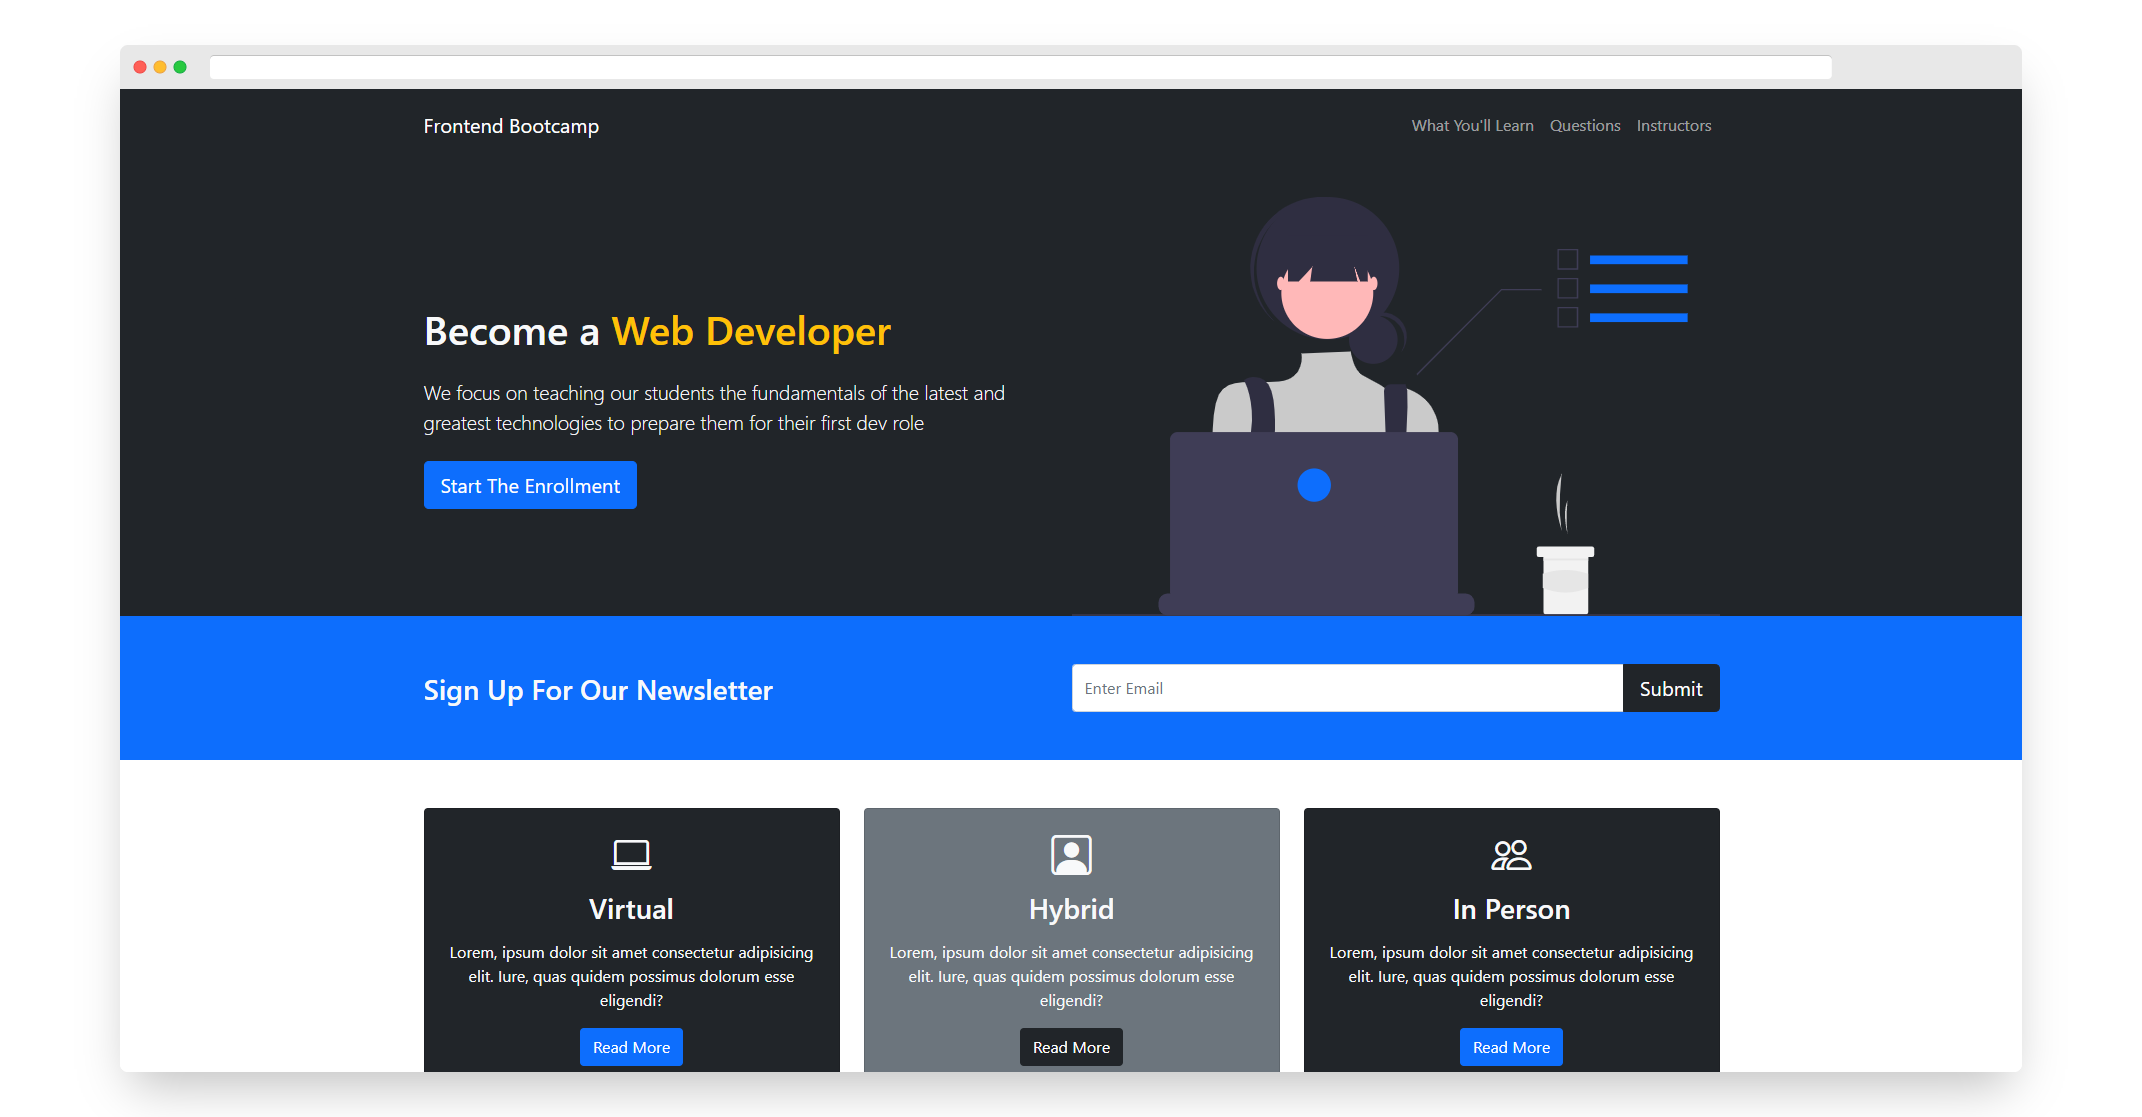 Frontend Bootcamp
What You'll Learn Questions Instructors
Become a Web Developer
We focus on teaching our students the fundamentals of the latest and
greatest technologies to prepare them for their first dev role
Start The Enrollment
Sign Up For Our Newsletter
Enter Email
Submit
Virtual
Lorem, ipsum dolor sit amet consectetur adipisicing
elit. Iure, quas quidem possimus dolorum esse
eligendi?
Read More
Hybrid
Lorem, ipsum dolor sit amet consectetur adipisicing
elit. Iure, quas quidem possimus dolorum esse
eligendi?
Read More
In Person
Lorem, ipsum dolor sit amet consectetur adipisicing
elit. Iure, quas quidem possimus dolorum esse
eligendi?
Read More